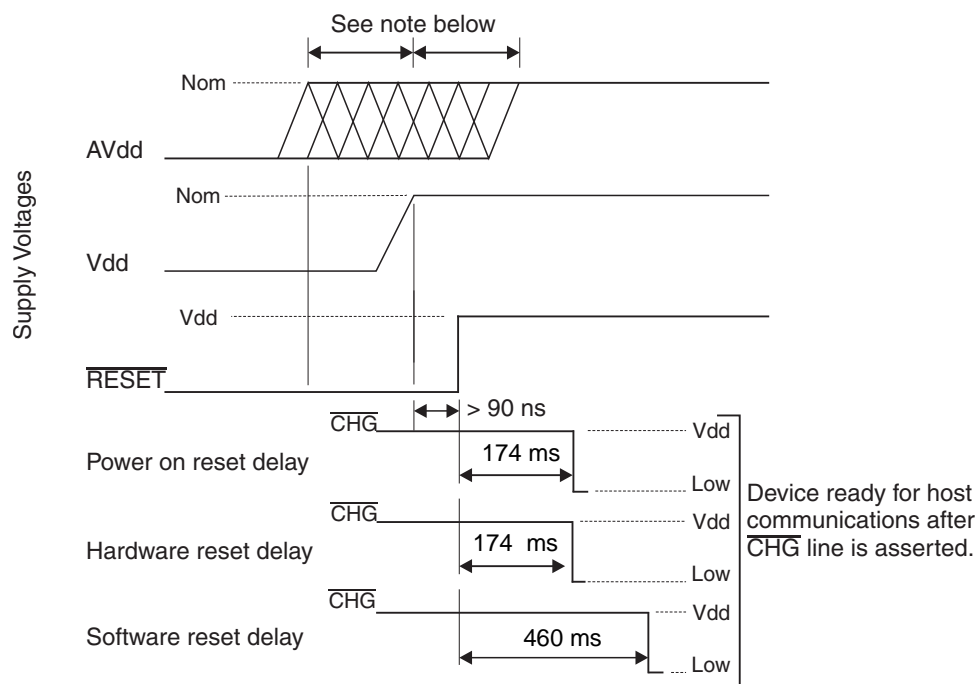 See note below
Nom
AVdd
Supply Voltages
Nom
Vdd
Vdd
RESET
> 90 ns
CHG
Vdd
174 ms
Power on reset delay
Low
Device ready for host
communications after
CHG line is asserted.
CHG
Vdd
174 ms
Hardware reset delay
Low
CHG
Vdd
460 ms
Software reset delay
Low